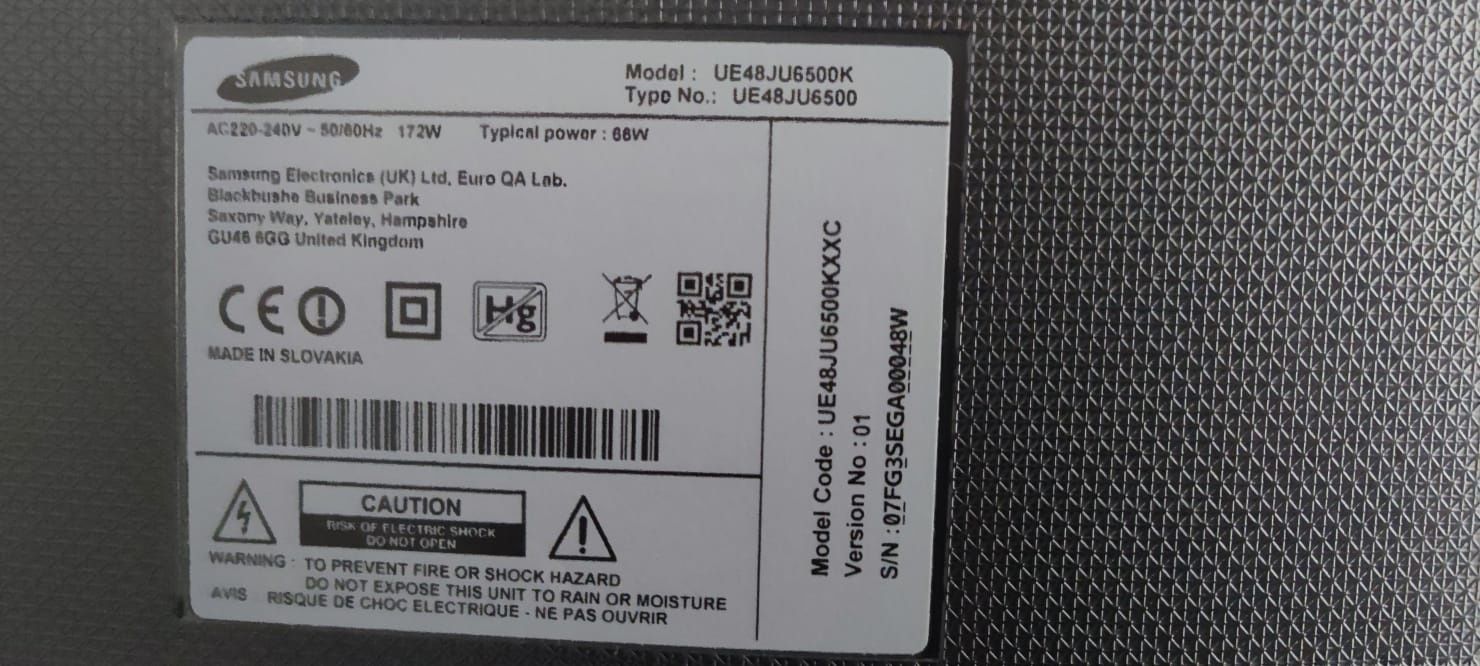 SAMSUNG
Model : UE48JU6500K
Type No.: UE48JU6500
AC220-240V ~ 50/60Hz 172W Typical power : 66W
Samsung Electronics (UK) Ltd, Euro QA Lab.
Blackbushe Business Park
Saxony Way, Yateley, Hampshire
GU46 6GG United Kingdom
CE
Hg
MADE IN SLOVAKIA
CAUTION
RISK OF ELECTRIC SHOCK
DO NOT OPEN
WARNING : TO PREVENT FIRE OR SHOCK HAZARD
DO NOT EXPOSE THIS UNIT TO RAIN OR MOISTURE
AVIS RISQUE DE CHOC ELECTRIQUE - NE PAS OUVRIR
Model Code : UE48JU6500KXXC
Version No : 01
S/N : 07FG3SEGA00048W